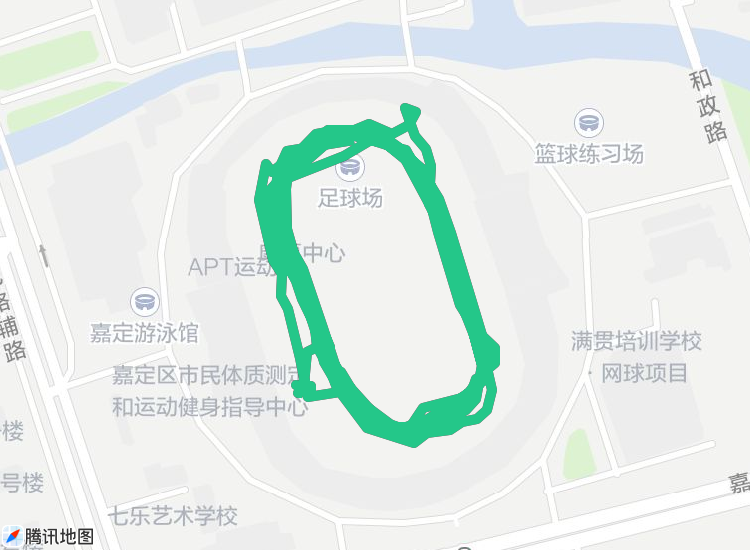 和政路
篮球练习场
足球场
中心
APT运动
嘉定游泳馆
路辅路
满贯培训学校
网球项目
嘉定区市民体质测定
和运动健身指导中心
号楼
七乐艺术学校
嘉
腾讯地图